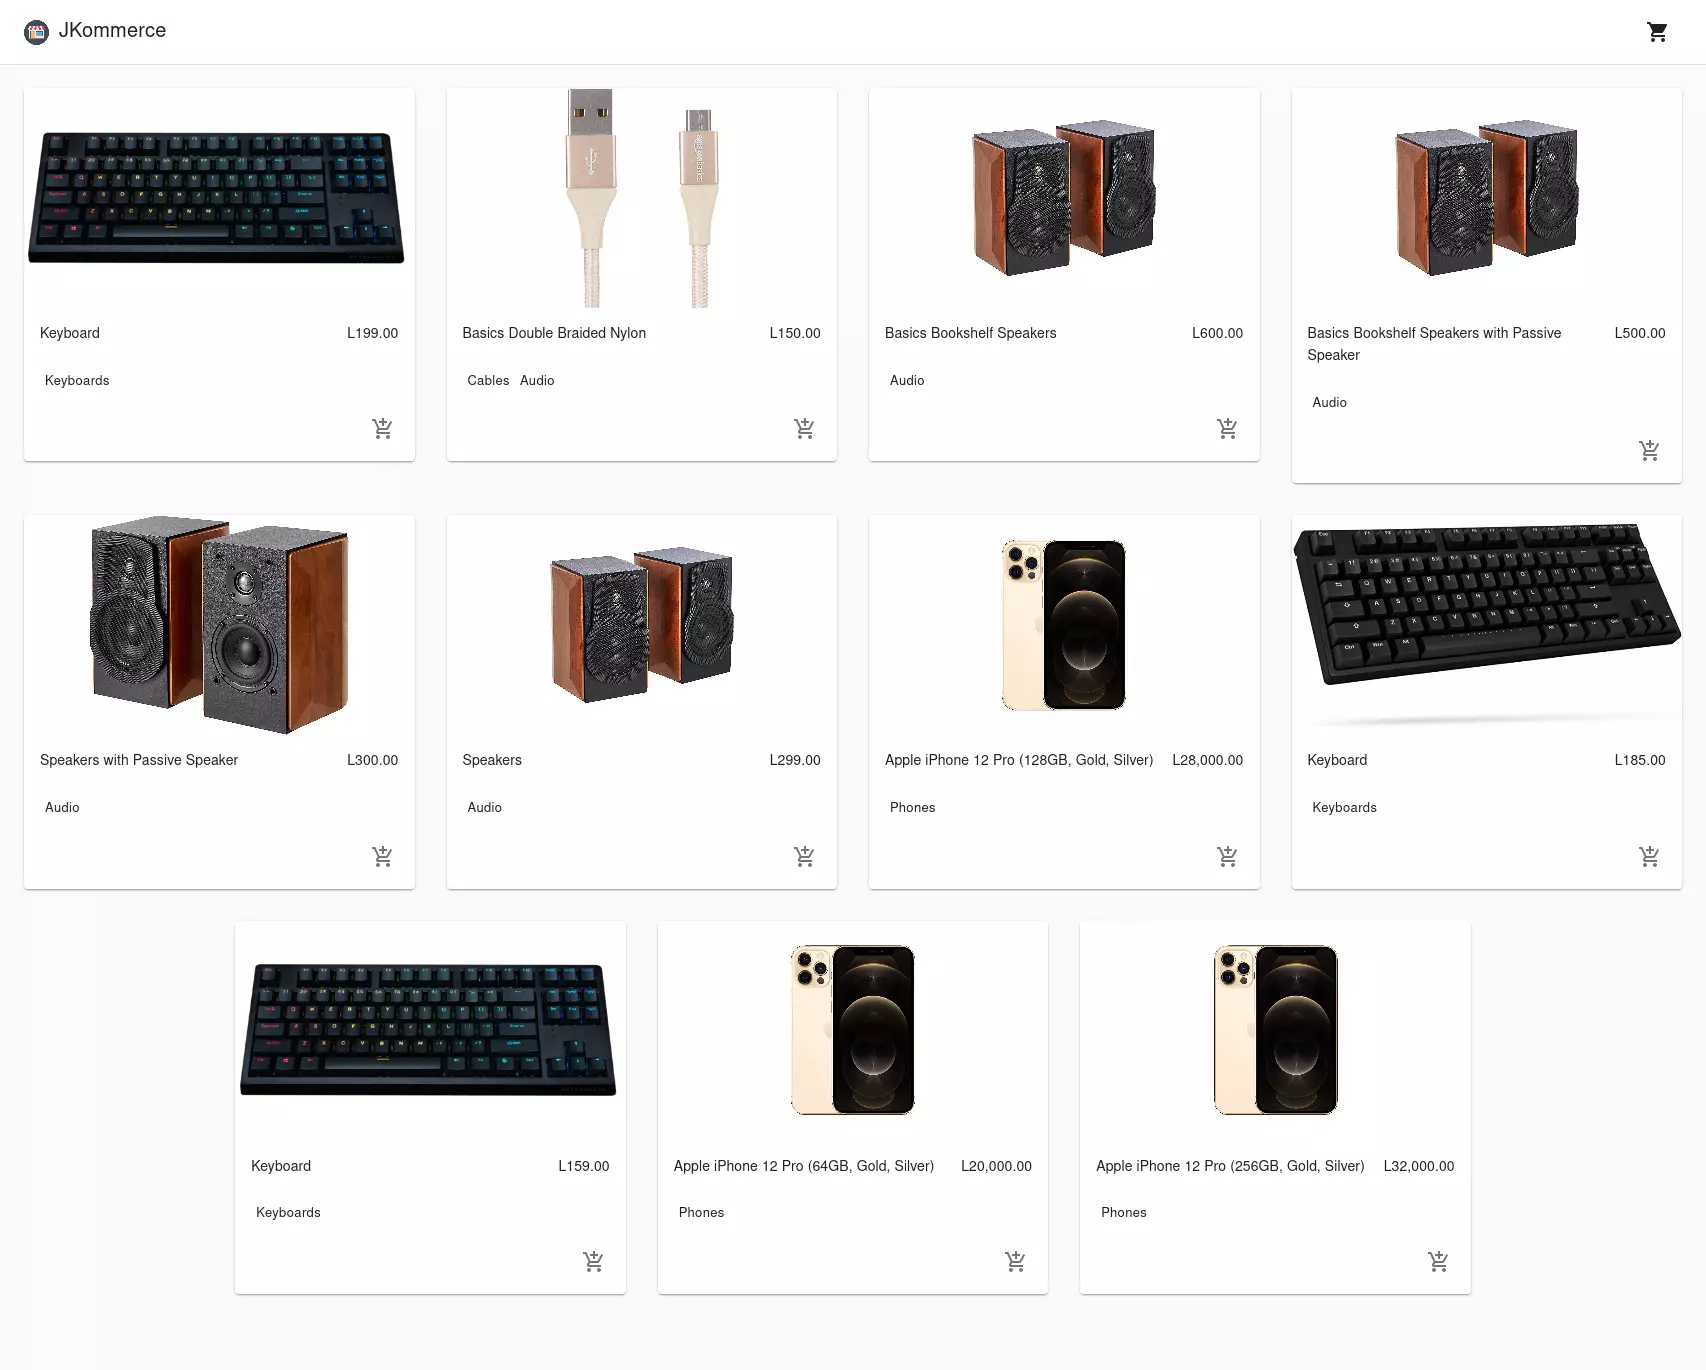 JKommerce
Keyboard L199.00
Keyboards
Basics Double Braided Nylon L150.00
Cables Audio
Basics Bookshelf Speakers L600.00
Audio
Basics Bookshelf Speakers with Passive L500.00
Speaker
Audio
Speakers with Passive Speaker L300.00
Audio
Speakers L299.00
Audio
Apple iPhone 12 Pro (128GB, Gold, Silver) L28,000.00
Phones
Keyboard L185.00
Keyboards
Keyboard L159.00
Keyboards
Apple iPhone 12 Pro (64GB, Gold, Silver) L20,000.00
Phones
Apple iPhone 12 Pro (256GB, Gold, Silver) L32,000.00
Phones